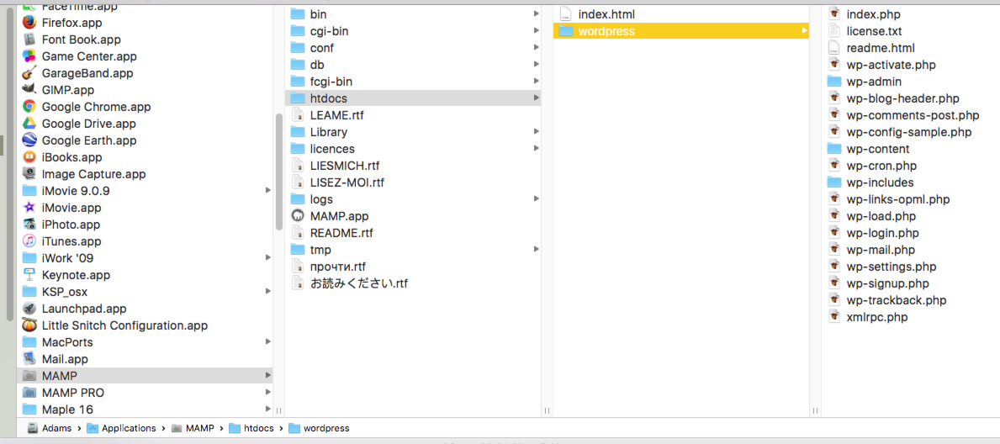 FaceTime.app
Firefox.app
Font Book.app
Game Center.app
GarageBand.app
GIMP.app
Google Chrome.app
Google Drive.app
Google Earth.app
iBooks.app
Image Capture.app
iMovie 9.0.9
iMovie.app
iPhoto.app
iTunes.app
iWork '09
Keynote.app
KSP_osx
Launchpad.app
Little Snitch Configuration.app
MacPorts
Mail.app
MAMP
MAMP PRO
Maple 16
bin
cgi-bin
conf
db
fcgi-bin
htdocs
LEAME.rtf
Library
licences
LIESMICH.rtf
LISEZ-MOI.rtf
logs
MAMP.app
README.rtf
tmp
прочти.rtf
お読みください.rtf
index.html
wordpress
index.php
license.txt
readme.html
wp-activate.php
wp-admin
wp-blog-header.php
wp-comments-post.php
wp-config-sample.php
wp-content
wp-cron.php
wp-includes
wp-links-opml.php
wp-load.php
wp-login.php
wp-mail.php
wp-settings.php
wp-signup.php
wp-trackback.php
xmlrpc.php
Adams › Applications › MAMP › htdocs › wordpress